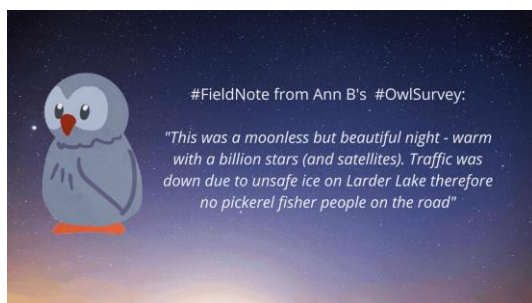 #FieldNote from Ann B's #OwlSurvey:
"This was a moonless but beautiful night - warm
with a billion stars (and satellites). Traffic was
down due to unsafe ice on Larder Lake therefore
no pickerel fisher people on the road"